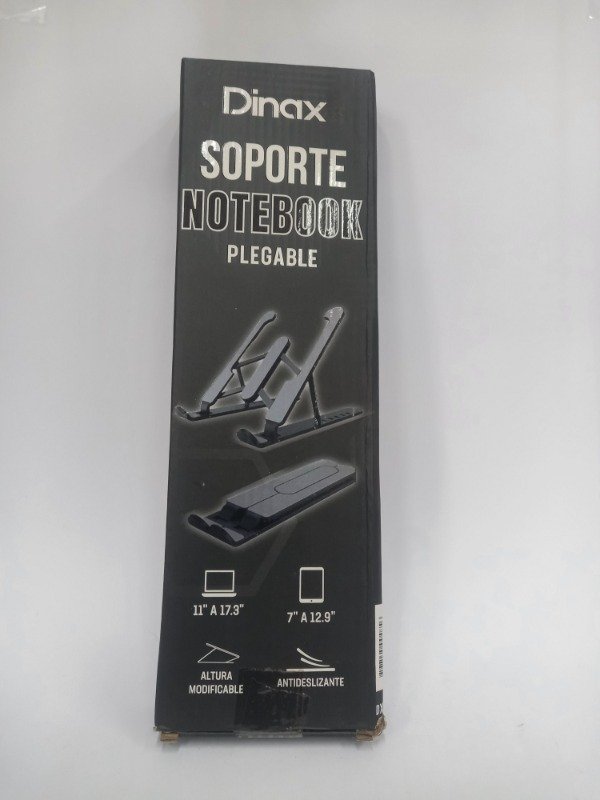 Dinax
SOPORTE
NOTEBOOK
PLEGABLE
11" A 17.3"
7" A 12.9"
ALTURA
MODIFICABLE
ANTIDESLIZANTE